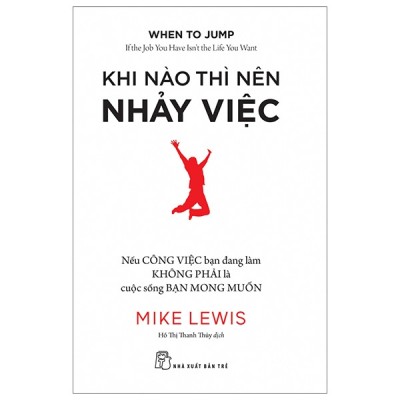 WHEN TO JUMP
If the Job You Have Isn't the Life You Want
KHI NÀO THÌ NÊN
NHẢY VIỆC
Nếu CÔNG VIỆC bạn đang làm
KHÔNG PHẢI là
cuộc sống BẠN MONG MUỐN
MIKE LEWIS
Hồ Thị Thanh Thúy dịch
NHÀ XUẤT BẢN TRẺ